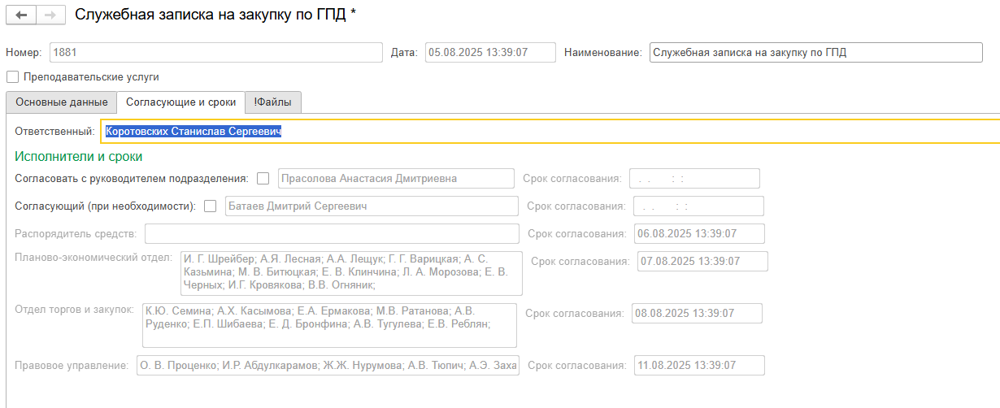 Служебная записка на закупку по ГПД *
Номер: 1881 Дата: 05.08.2025 13:39:07 Наименование: Служебная записка на закупку по ГПД
Преподавательские услуги
Основные данные Согласующие и сроки !Файлы
Ответственный: Коротовских Станислав Сергеевич
Исполнители и сроки
Согласовать с руководителем подразделения: Прасолова Анастасия Дмитриевна Срок согласования: . . : :
Согласующий (при необходимости): Батаев Дмитрий Сергеевич Срок согласования: . . : :
Распорядитель средств: Срок согласования: 06.08.2025 13:39:07
Планово-экономический отдел: И. Г. Шрейбер; А.Я. Лесная; А.А. Лещук; Г. Г. Варицкая; А. С. Срок согласования: 07.08.2025 13:39:07
Казьмина; М. В. Битюцкая; Е. В. Клинчина; Л. А. Морозова; Е. В.
Черных; И.Г. Кровякова; В.В. Огняник;
Отдел торгов и закупок: К.Ю. Семина; А.Х. Касымова; Е.А. Ермакова; М.В. Ратанова; А.В. Срок согласования: 08.08.2025 13:39:07
Руденко; Е.П. Шибаева; Е. Д. Бронфина; А.В. Тугулева; Е.В. Реблян;
Правовое управление: О. В. Проценко; И.Р. Абдулкарамов; Ж.Ж. Нурумова; А.В. Тюпич; А.Э. Заха Срок согласования: 11.08.2025 13:39:07